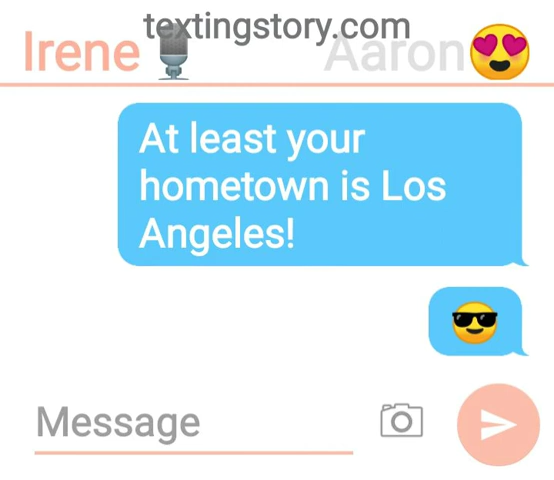 textingstory.com
Irene🎙️ Aaron😍
At least your
hometown is Los
Angeles!
😎
Message